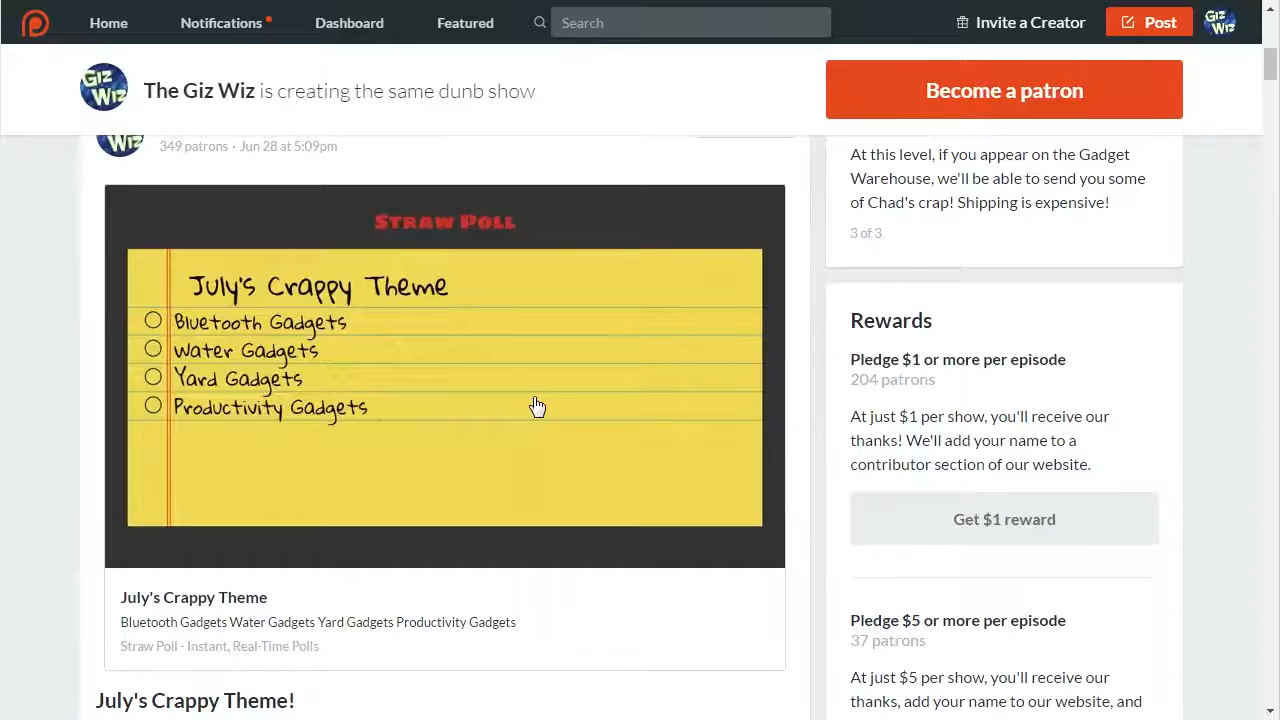 Home Notifications Dashboard Featured Search Invite a Creator Post GIZ WIZ
GIZ WIZ
The Giz Wiz is creating the same dunb show
Become a patron
WIZ
349 patrons · Jun 28 at 5:09pm
STRAW POLL
July's Crappy Theme
Bluetooth Gadgets
Water Gadgets
Yard Gadgets
Productivity Gadgets
July's Crappy Theme
Bluetooth Gadgets Water Gadgets Yard Gadgets Productivity Gadgets
Straw Poll - Instant, Real-Time Polls
July's Crappy Theme!
At this level, if you appear on the Gadget
Warehouse, we'll be able to send you some
of Chad's crap! Shipping is expensive!
3 of 3
Rewards
Pledge $1 or more per episode
204 patrons
At just $1 per show, you'll receive our
thanks! We'll add your name to a
contributor section of our website.
Get $1 reward
Pledge $5 or more per episode
37 patrons
At just $5 per show, you'll receive our
thanks, add your name to our website, and